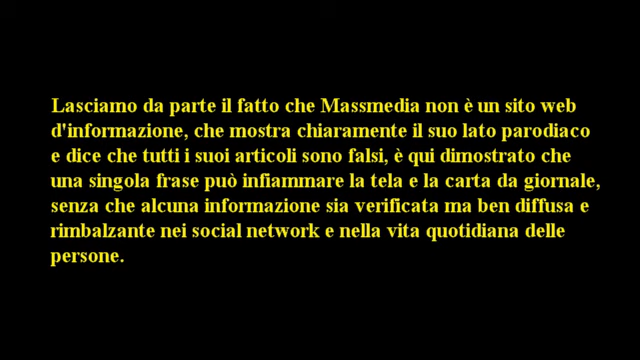 Lasciamo da parte il fatto che Massmedia non è un sito web
d'informazione, che mostra chiaramente il suo lato parodiaco
e dice che tutti i suoi articoli sono falsi, è qui dimostrato che
una singola frase può infiammare la tela e la carta da giornale,
senza che alcuna informazione sia verificata ma ben diffusa e
rimbalzante nei social network e nella vita quotidiana delle
persone.